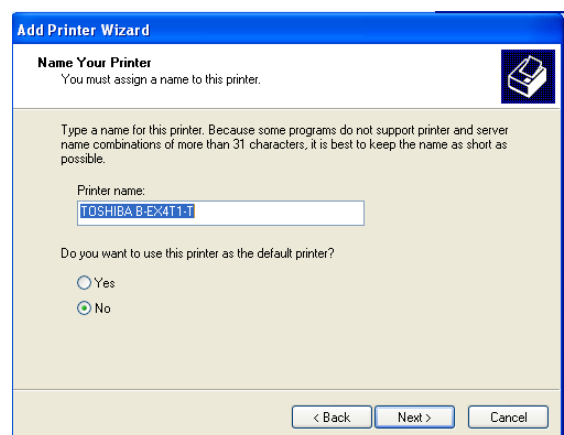 Add Printer Wizard
Name Your Printer
You must assign a name to this printer.
Type a name for this printer. Because some programs do not support printer and server
name combinations of more than 31 characters, it is best to keep the name as short as
possible.
Printer name:
TOSHIBA B-EX4T1-T
Do you want to use this printer as the default printer?
Yes
No
< Back
Next >
Cancel